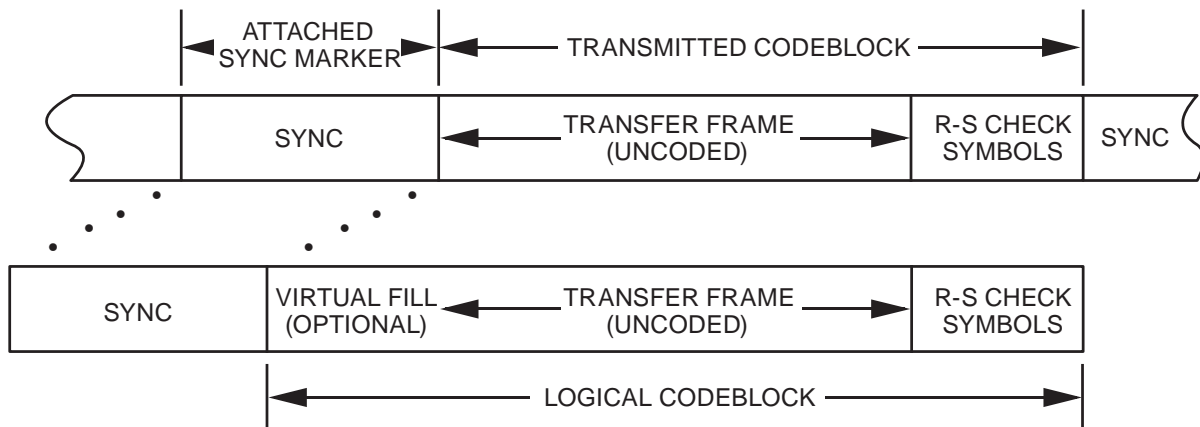 ATTACHED
SYNC MARKER
TRANSMITTED CODEBLOCK
SYNC
TRANSFER FRAME
(UNCODED)
R-S CHECK
SYMBOLS
SYNC
SYNC
VIRTUAL FILL
(OPTIONAL)
TRANSFER FRAME
(UNCODED)
R-S CHECK
SYMBOLS
LOGICAL CODEBLOCK